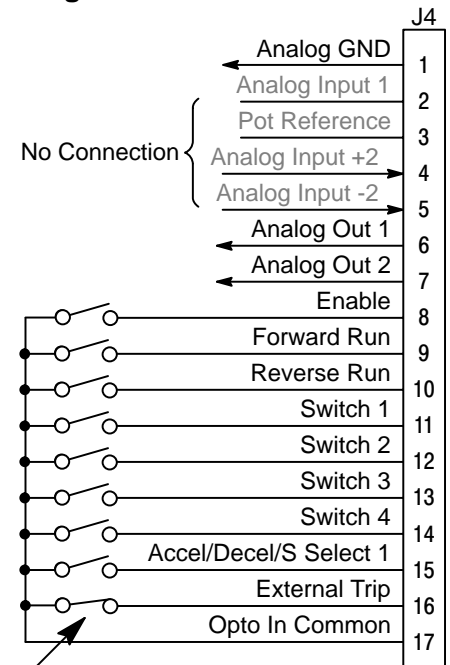 J4
Analog GND 1
Analog Input 1 2
Pot Reference 3
No Connection
Analog Input +2 4
Analog Input -2 5
Analog Out 1 6
Analog Out 2 7
Enable 8
Forward Run 9
Reverse Run 10
Switch 1 11
Switch 2 12
Switch 3 13
Switch 4 14
Accel/Decel/S Select 1 15
External Trip 16
Opto In Common 17